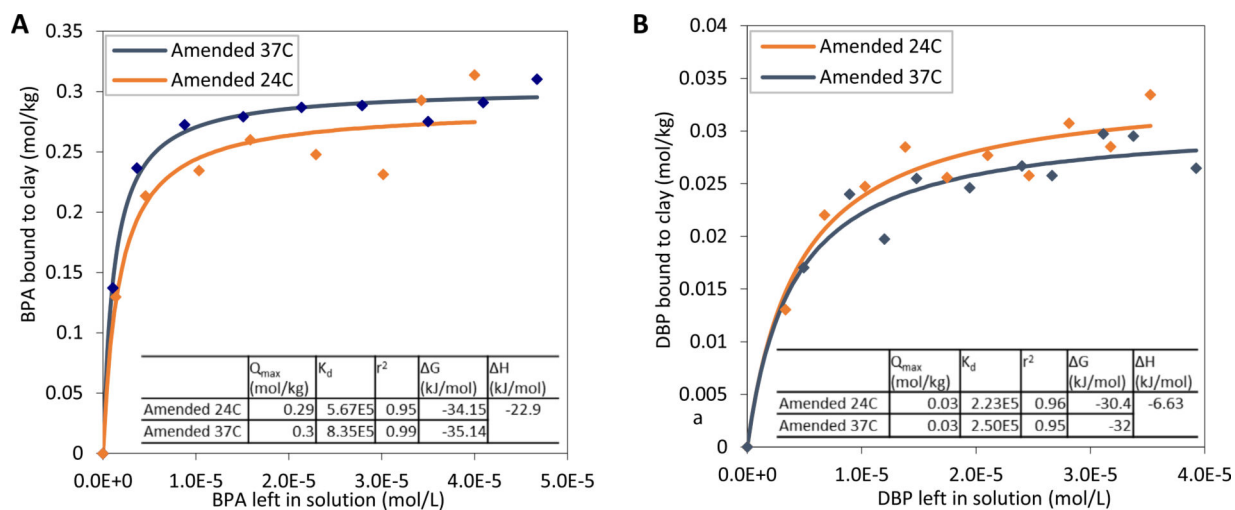 A
Amended 37C
Amended 24C
BPA bound to clay (mol/kg)
0.35
0.3
0.25
0.2
0.15
0.1
0.05
0
Qmax (mol/kg) Kd r² ΔG (kJ/mol) ΔH (kJ/mol)
Amended 24C 0.29 5.67E5 0.95 -34.15 -22.9
Amended 37C 0.3 8.35E5 0.99 -35.14
0.0E+0 1.0E-5 2.0E-5 3.0E-5 4.0E-5 5.0E-5
BPA left in solution (mol/L)
B
Amended 24C
Amended 37C
DBP bound to clay (mol/kg)
0.04
0.035
0.03
0.025
0.02
0.015
0.01
0.005
0
a
Qmax (mol/kg) Kd r² ΔG (kJ/mol) ΔH (kJ/mol)
Amended 24C 0.03 2.23E5 0.96 -30.4 -6.63
Amended 37C 0.03 2.50E5 0.95 -32
0.0E+0 1.0E-5 2.0E-5 3.0E-5 4.0E-5
DBP left in solution (mol/L)